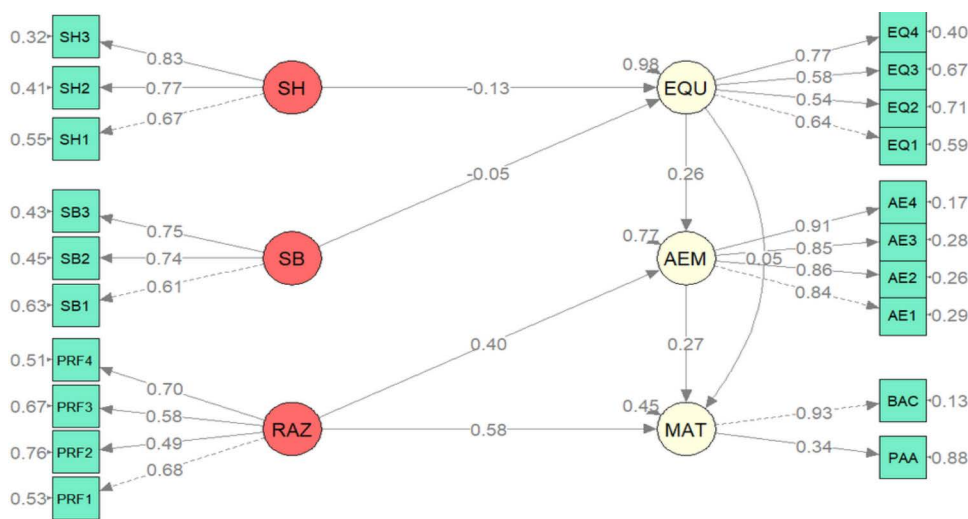 0.32 SH3 0.83
0.41 SH2 0.77
0.55 SH1 0.67
SH -0.13 0.98 EQU
0.77 EQ4 0.40
0.58 EQ3 0.67
0.54 EQ2 0.71
0.64 EQ1 0.59
-0.05
0.26
0.43 SB3 0.75
0.45 SB2 0.74
0.63 SB1 0.61
SB 0.77 AEM 0.05
0.91 AE4 0.17
0.85 AE3 0.28
0.86 AE2 0.26
0.84 AE1 0.29
0.40
0.27
0.51 PRF4 0.70
0.67 PRF3 0.58
0.76 PRF2 0.49
0.53 PRF1 0.68
RAZ 0.58 0.45 MAT
0.93 BAC 0.13
0.34 PAA 0.88